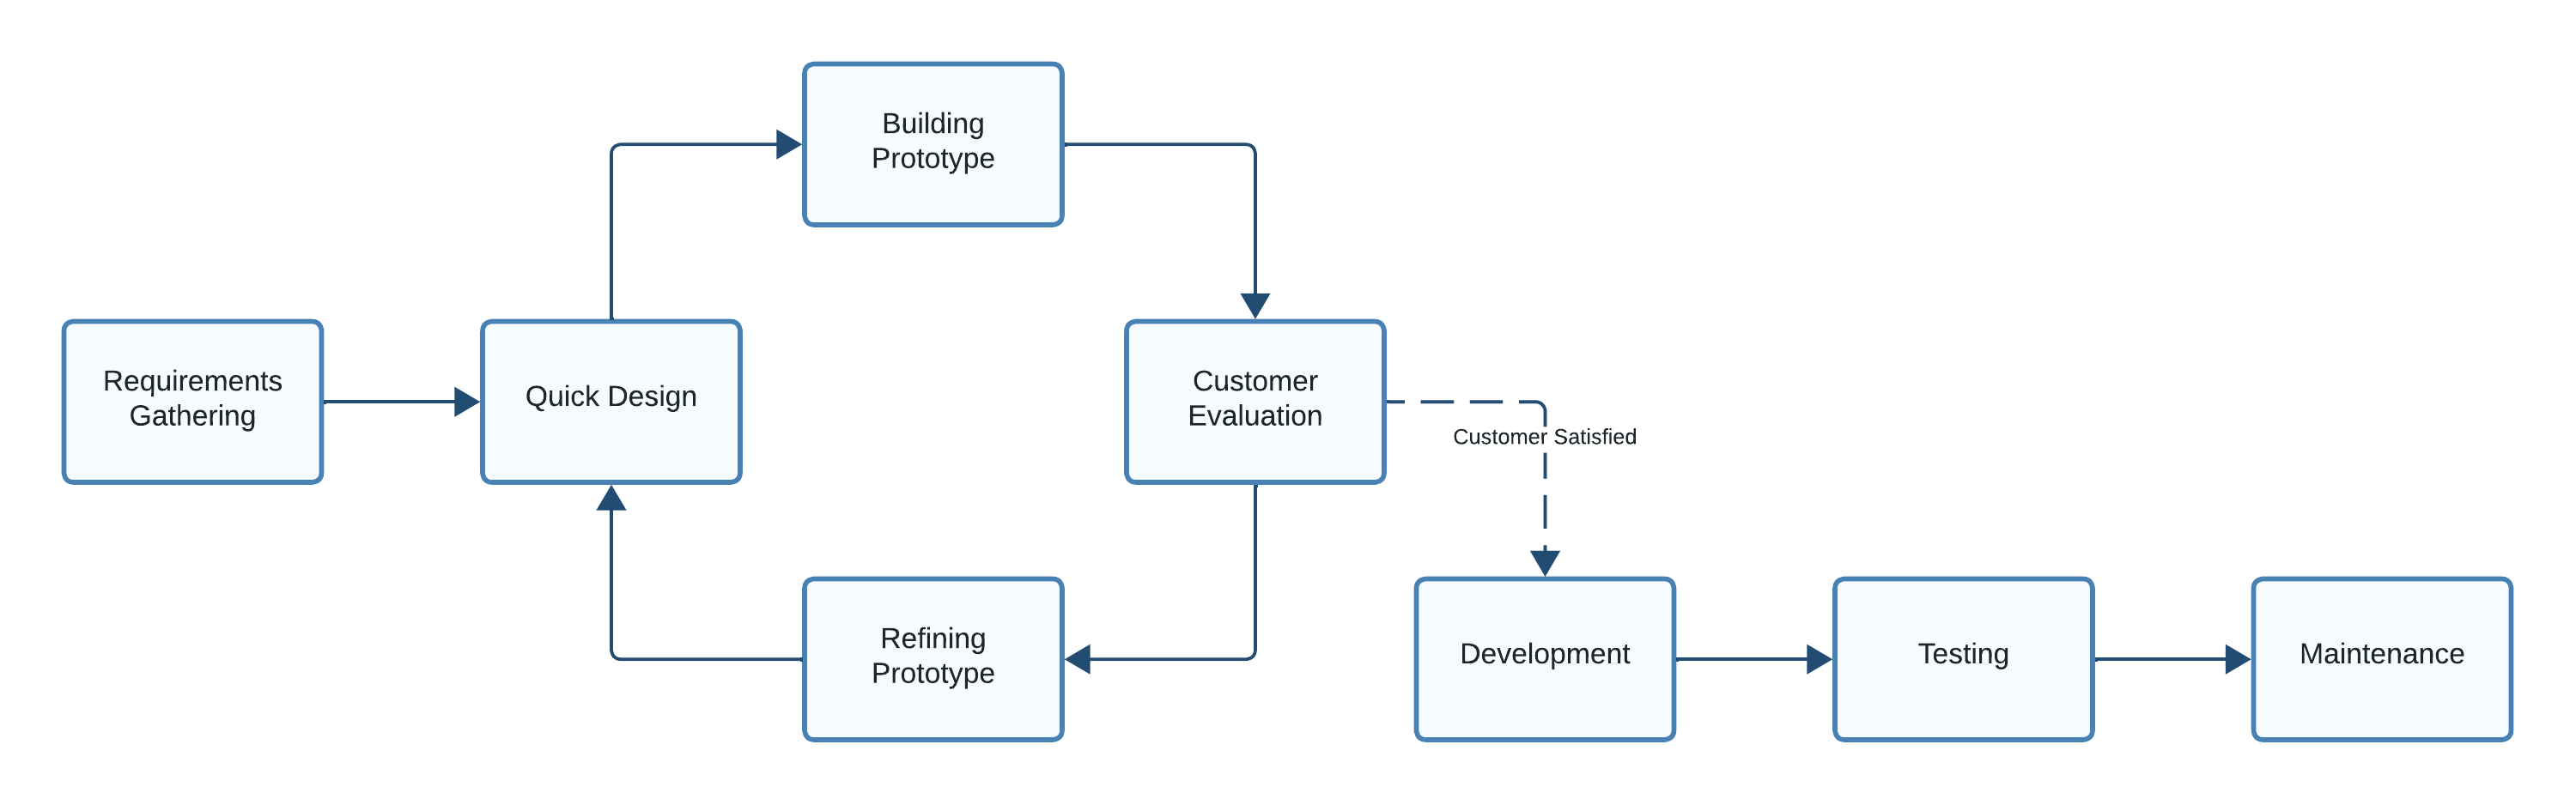 Building
Prototype
Requirements
Gathering
Quick Design
Customer
Evaluation
Customer Satisfied
Refining
Prototype
Development
Testing
Maintenance